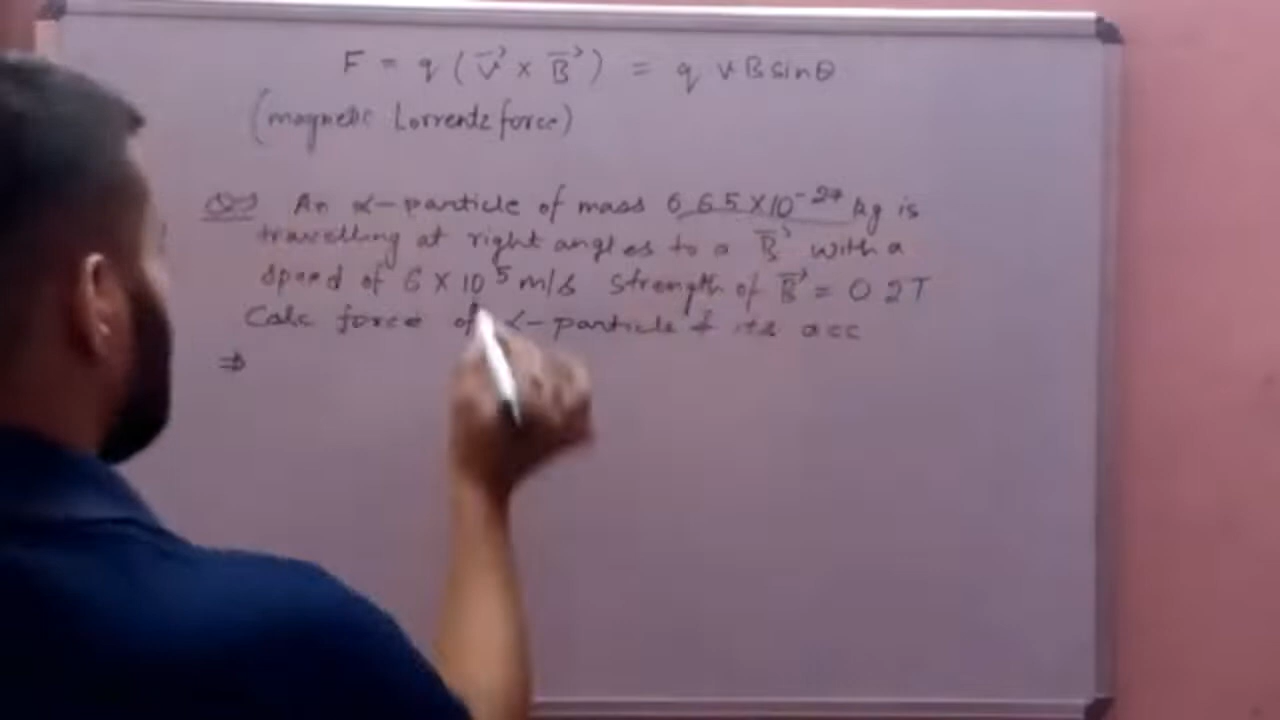 F = q (v⃗ × B⃗) = q vB sinθ
(magnetic Lorrentz force)
Q→ An α-particle of mass 6.65×10⁻²⁷ kg is
travelling at right angles to a B⃗ with a
speed of 6×10⁵ m/s Strength of B⃗ = 0.2T
Calc force of α-particle & its acc
⇒